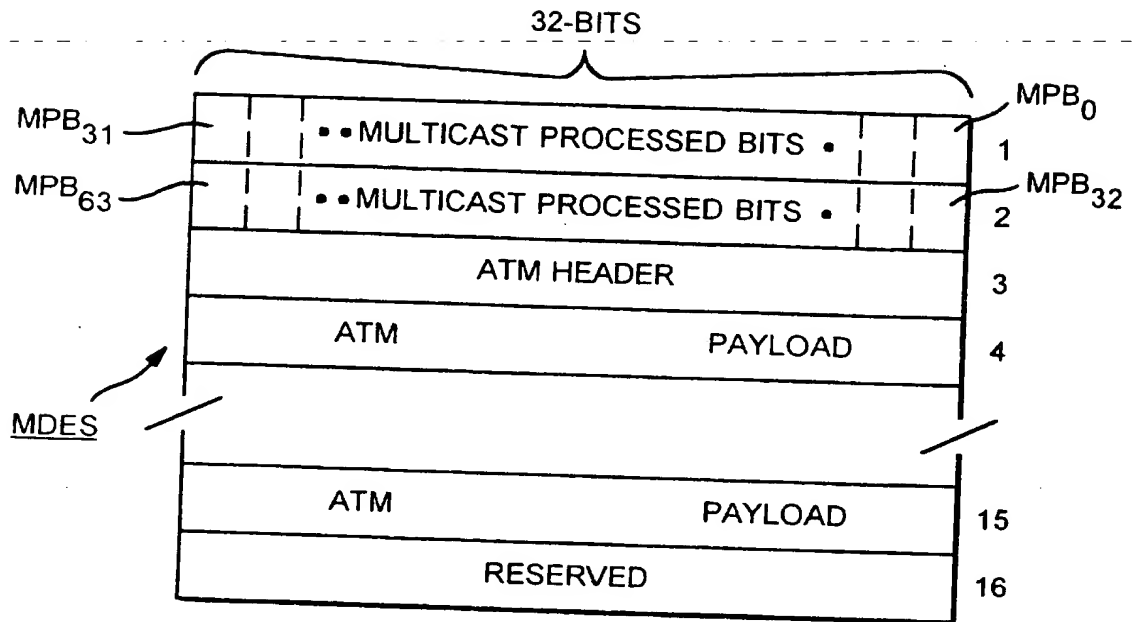 32-BITS
MPB31 ••MULTICAST PROCESSED BITS • MPB0 1
MPB63 ••MULTICAST PROCESSED BITS • MPB32 2
ATM HEADER 3
ATM PAYLOAD 4
MDES
ATM PAYLOAD 15
RESERVED 16